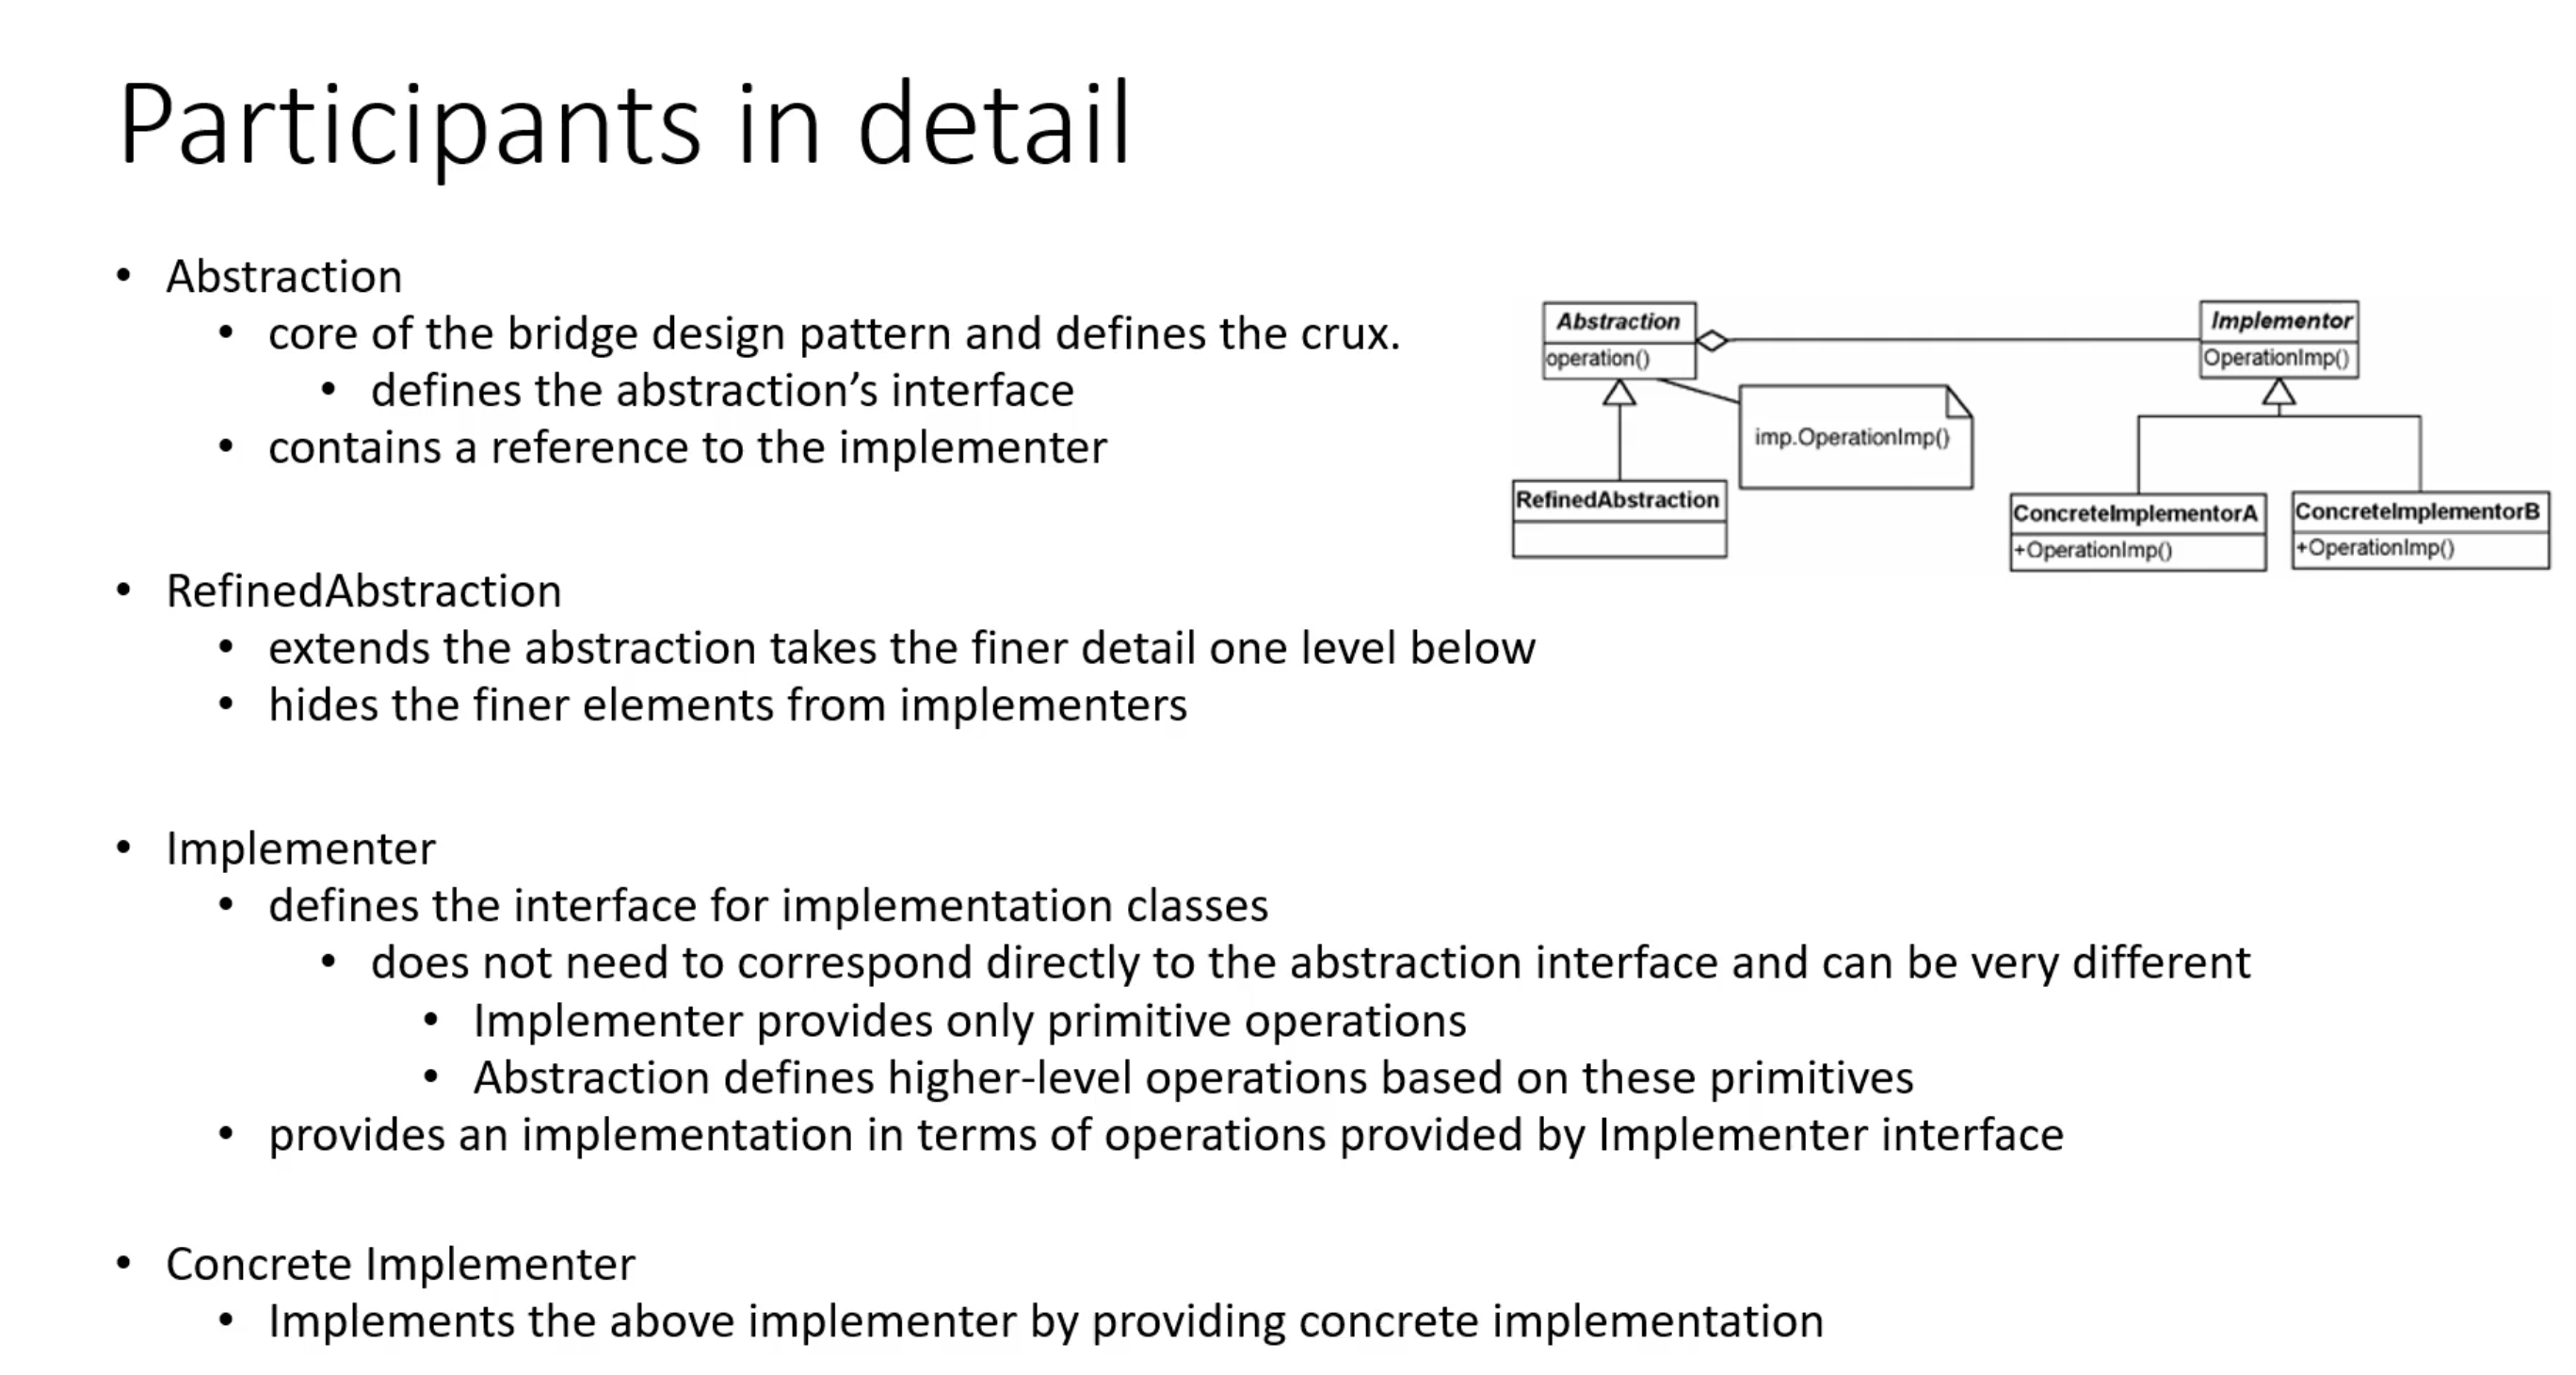 Participants in detail
• Abstraction
• core of the bridge design pattern and defines the crux.
• defines the abstraction’s interface
• contains a reference to the implementer
• RefinedAbstraction
• extends the abstraction takes the finer detail one level below
• hides the finer elements from implementers
• Implementer
• defines the interface for implementation classes
• does not need to correspond directly to the abstraction interface and can be very different
• Implementer provides only primitive operations
• Abstraction defines higher-level operations based on these primitives
• provides an implementation in terms of operations provided by Implementer interface
• Concrete Implementer
• Implements the above implementer by providing concrete implementation
Abstraction
operation()
Implementor
OperationImp()
imp.OperationImp()
RefinedAbstraction
ConcreteImplementorA
+OperationImp()
ConcreteImplementorB
+OperationImp()